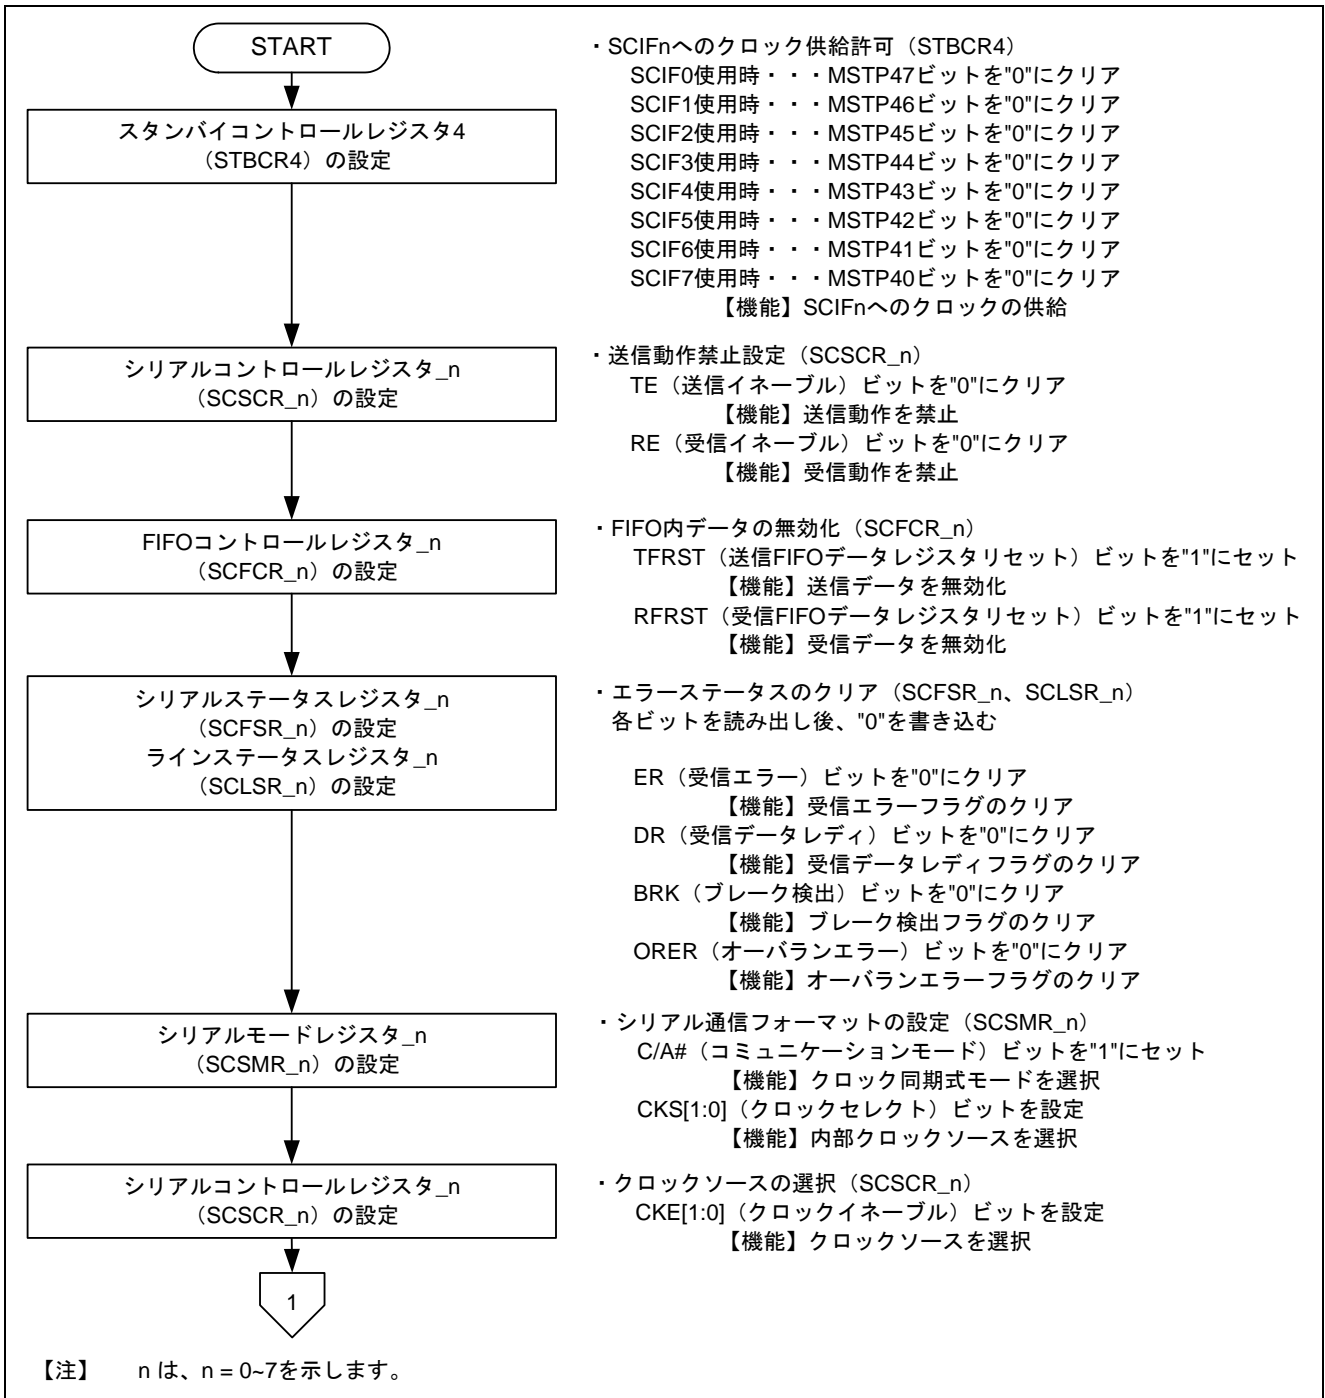 START
スタンバイコントロールレジスタ4
（STBCR4）の設定
・SCIFnへのクロック供給許可（STBCR4）
SCIF0使用時・・・MSTP47ビットを"0"にクリア
SCIF1使用時・・・MSTP46ビットを"0"にクリア
SCIF2使用時・・・MSTP45ビットを"0"にクリア
SCIF3使用時・・・MSTP44ビットを"0"にクリア
SCIF4使用時・・・MSTP43ビットを"0"にクリア
SCIF5使用時・・・MSTP42ビットを"0"にクリア
SCIF6使用時・・・MSTP41ビットを"0"にクリア
SCIF7使用時・・・MSTP40ビットを"0"にクリア
【機能】SCIFnへのクロックの供給
シリアルコントロールレジスタ_n
（SCSCR_n）の設定
・送信動作禁止設定（SCSCR_n）
TE（送信イネーブル）ビットを"0"にクリア
【機能】送信動作を禁止
RE（受信イネーブル）ビットを"0"にクリア
【機能】受信動作を禁止
FIFOコントロールレジスタ_n
（SCFCR_n）の設定
・FIFO内データの無効化（SCFCR_n）
TFRST（送信FIFOデータレジスタリセット）ビットを"1"にセット
【機能】送信データを無効化
RFRST（受信FIFOデータレジスタリセット）ビットを"1"にセット
【機能】受信データを無効化
シリアルステータスレジスタ_n
（SCFSR_n）の設定
ラインステータスレジスタ_n
（SCLSR_n）の設定
・エラーステータスのクリア（SCFSR_n、SCLSR_n）
各ビットを読み出し後、"0"を書き込む
ER（受信エラー）ビットを"0"にクリア
【機能】受信エラーフラグのクリア
DR（受信データレディ）ビットを"0"にクリア
【機能】受信データレディフラグのクリア
BRK（ブレーク検出）ビットを"0"にクリア
【機能】ブレーク検出フラグのクリア
ORER（オーバランエラー）ビットを"0"にクリア
【機能】オーバランエラーフラグのクリア
シリアルモードレジスタ_n
（SCSMR_n）の設定
・シリアル通信フォーマットの設定（SCSMR_n）
C/A#（コミュニケーションモード）ビットを"1"にセット
【機能】クロック同期式モードを選択
CKS[1:0]（クロックセレクト）ビットを設定
【機能】内部クロックソースを選択
シリアルコントロールレジスタ_n
（SCSCR_n）の設定
・クロックソースの選択（SCSCR_n）
CKE[1:0]（クロックイネーブル）ビットを設定
【機能】クロックソースを選択
1
【注】 n は、n = 0~7を示します。